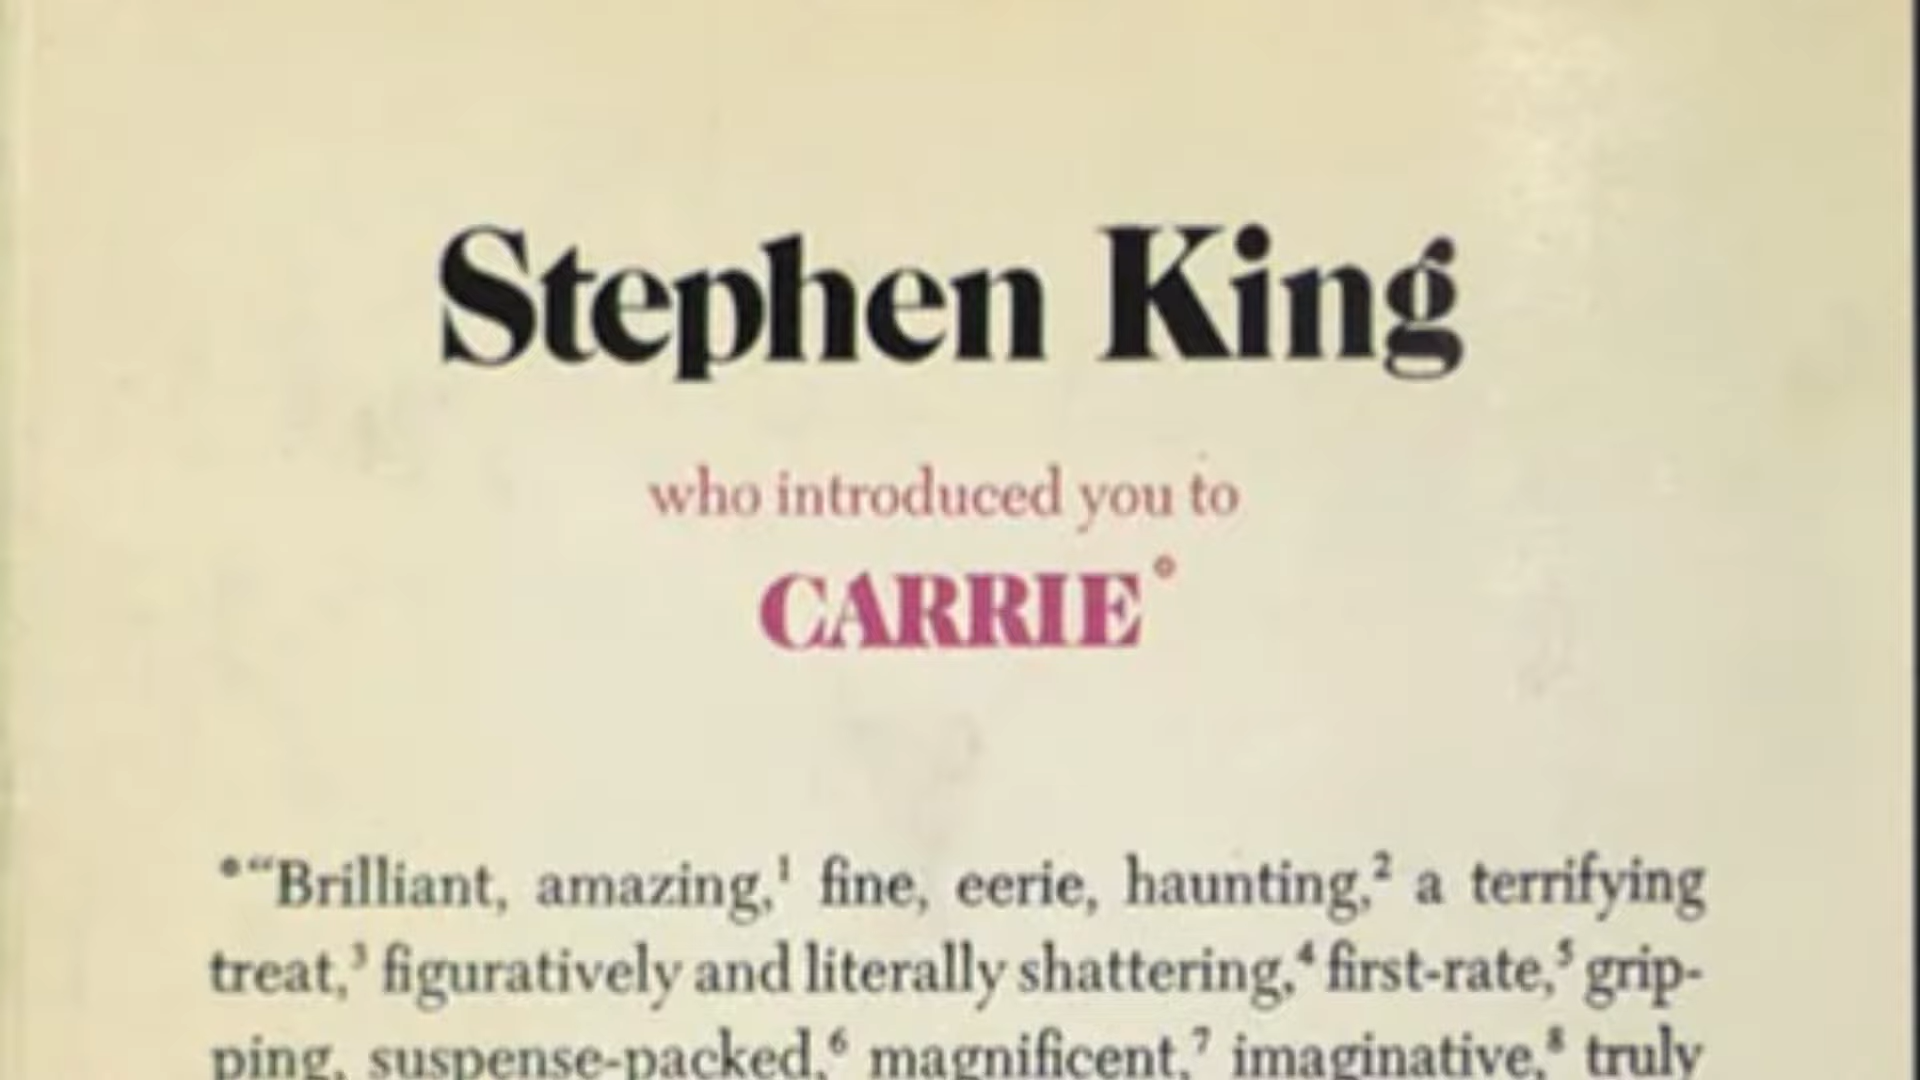 Stephen King
who introduced you to
CARRIE*
*“Brilliant, amazing,¹ fine, eerie, haunting,² a terrifying
treat,³ figuratively and literally shattering,⁴ first-rate,⁵ grip-
ping, suspense-packed,⁶ magnificent,⁷ imaginative,⁸ truly